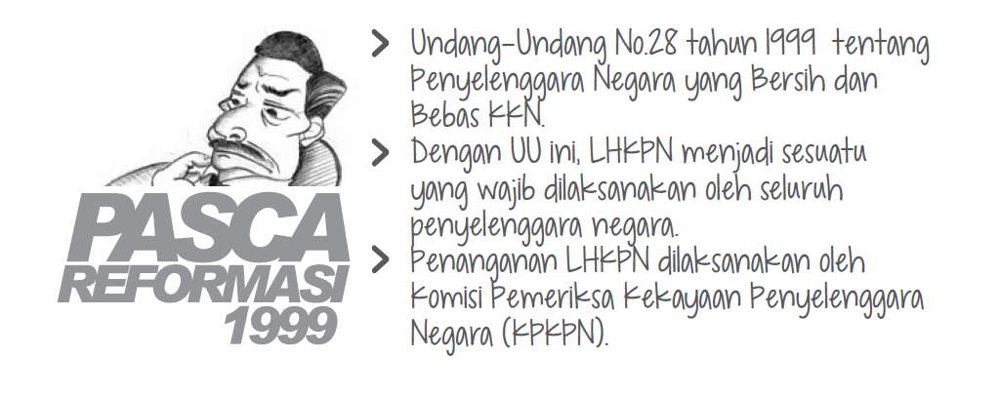 PASCA
REFORMASI
1999
Undang-Undang No.28 tahun 1999 tentang
Penyelenggara Negara yang Bersih dan
Bebas KKN.
Dengan UU ini, LHKPN menjadi sesuatu
yang wajib dilaksanakan oleh seluruh
penyelenggara negara.
Penanganan LHKPN dilaksanakan oleh
Komisi Pemeriksa Kekayaan Penyelenggara
Negara (KPKPN).